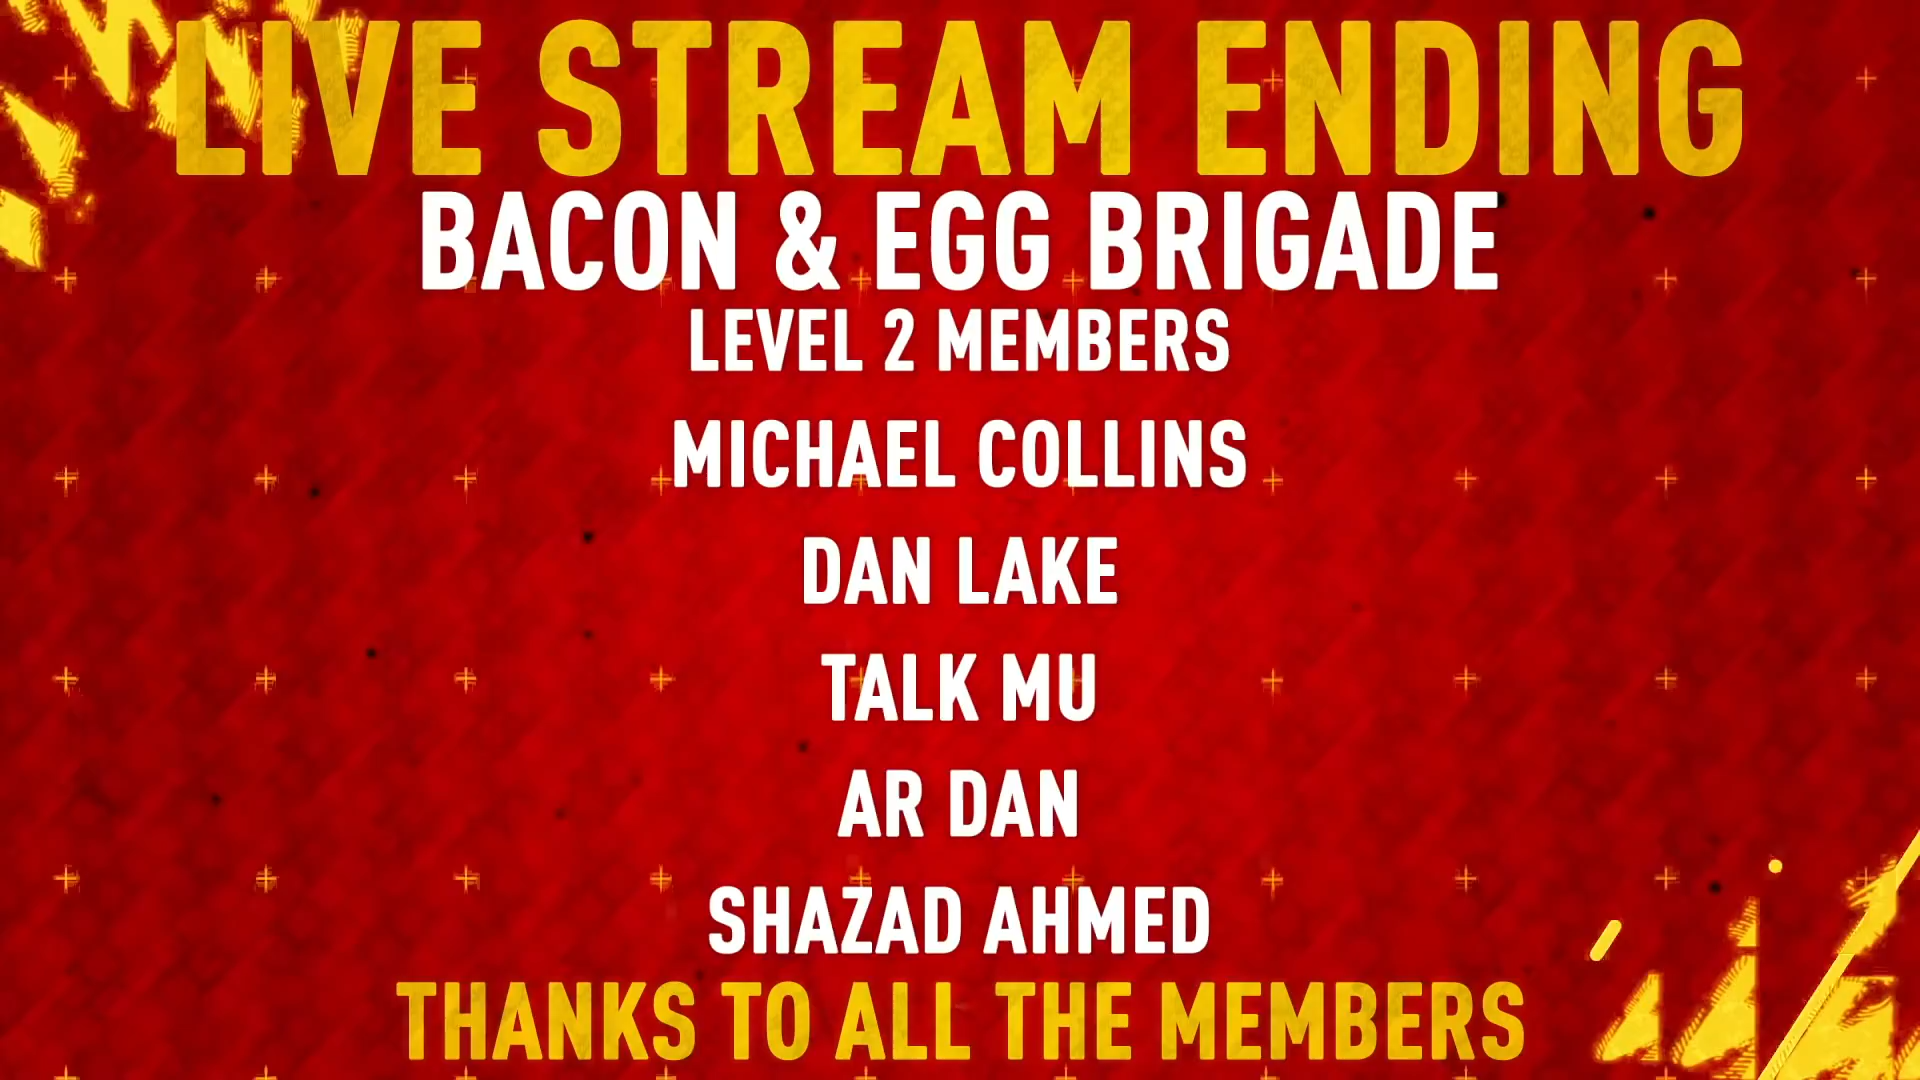 LIVE STREAM ENDING
BACON & EGG BRIGADE
LEVEL 2 MEMBERS
MICHAEL COLLINS
DAN LAKE
TALK MU
AR DAN
SHAZAD AHMED
THANKS TO ALL THE MEMBERS